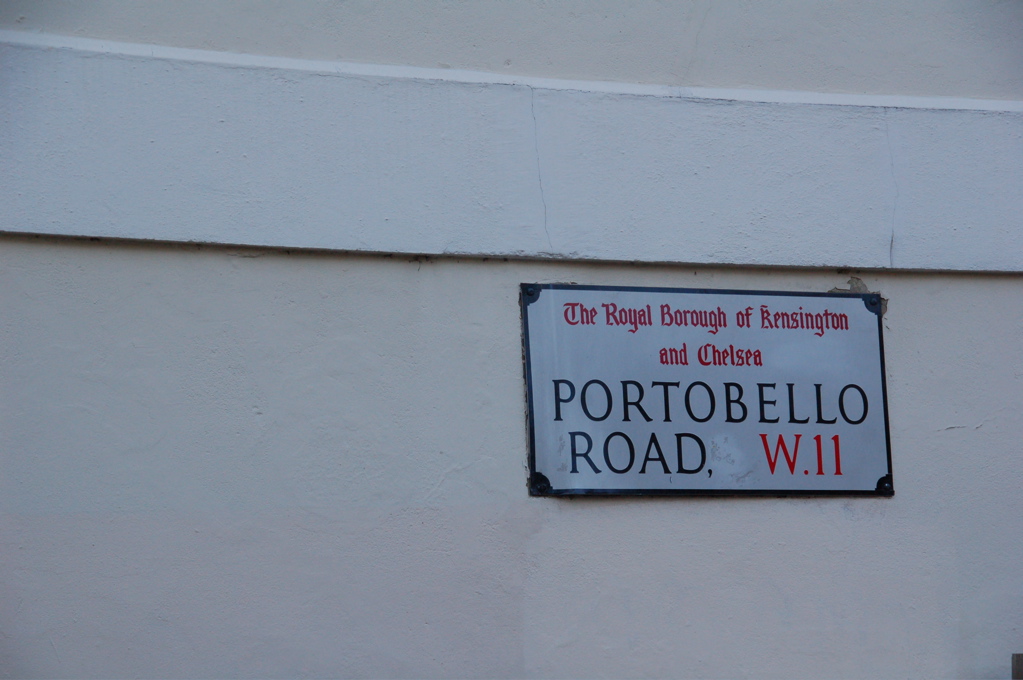 The Royal Borough of Kensington
and Chelsea
PORTOBELLO
ROAD, W.11